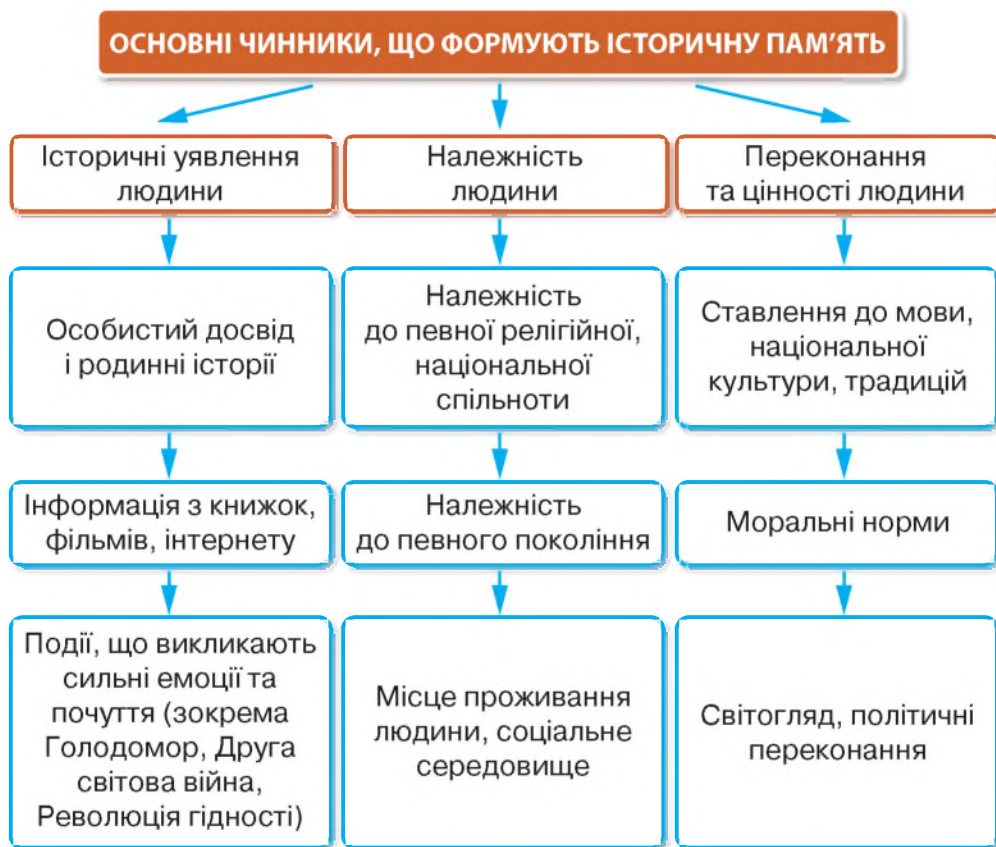 ОСНОВНІ ЧИННИКИ, ЩО ФОРМУЮТЬ ІСТОРИЧНУ ПАМ’ЯТЬ
Історичні уявлення
людини
Належність
людини
Переконання
та цінності людини
Особистий досвід
і родинні історії
Належність
до певної релігійної,
національної
спільноти
Ставлення до мови,
національної
культури, традицій
Інформація з книжок,
фільмів, інтернету
Належність
до певного покоління
Моральні норми
Події, що викликають
сильні емоції та
почуття (зокрема
Голодомор, Друга
світова війна,
Революція гідності)
Місце проживання
людини, соціальне
середовище
Світогляд, політичні
переконання